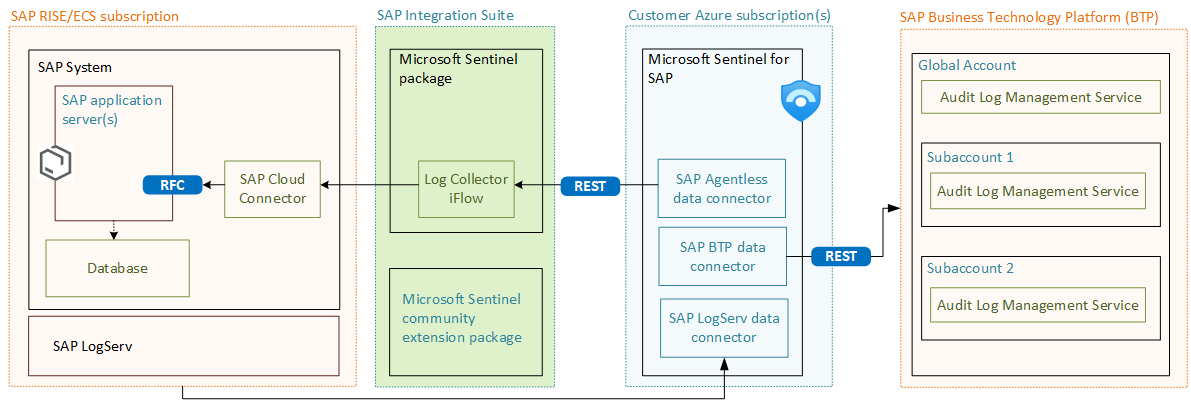 SAP RISE/ECS subscription
SAP System
SAP application
server(s)
RFC
SAP Cloud
Connector
Database
SAP LogServ
SAP Integration Suite
Microsoft Sentinel
package
Log Collector
iFlow
Microsoft Sentinel
community
extension package
REST
Customer Azure subscription(s)
Microsoft Sentinel for
SAP
SAP Agentless
data connector
SAP BTP data
connector
SAP LogServ data
connector
REST
SAP Business Technology Platform (BTP)
Global Account
Audit Log Management Service
Subaccount 1
Audit Log Management Service
Subaccount 2
Audit Log Management Service